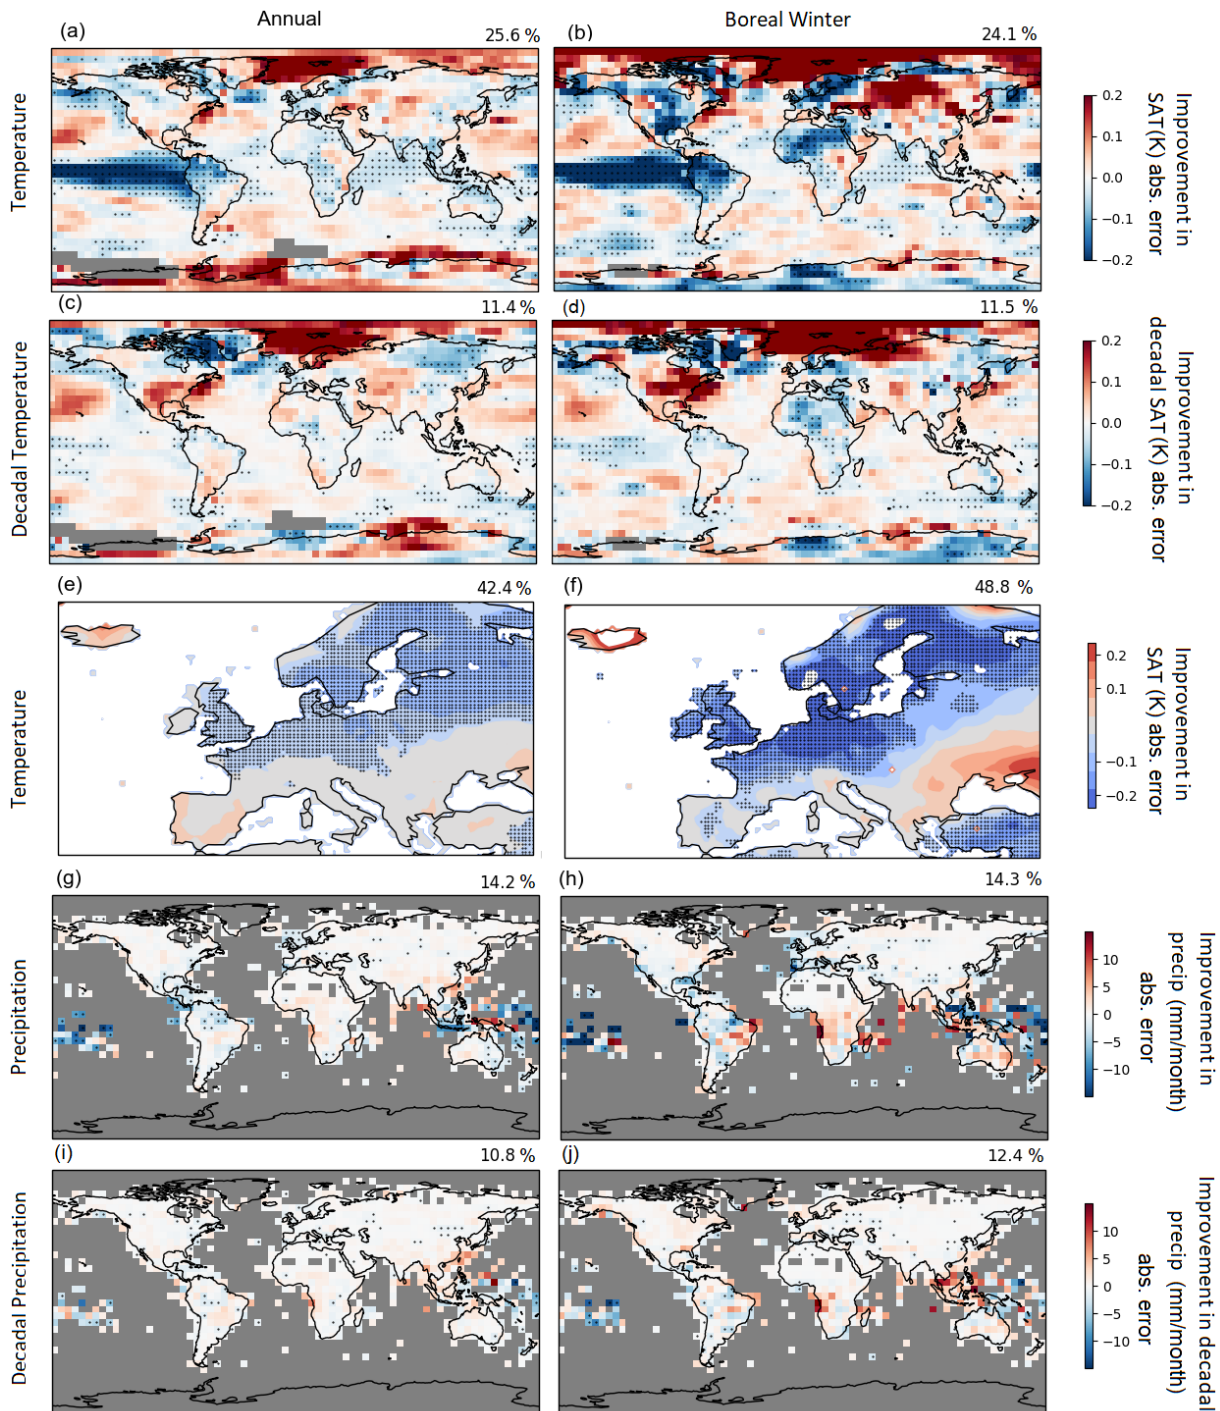 Annual
Boreal Winter
(a)
25.6 %
(b)
24.1 %
Temperature
0.2
0.1
0.0
−0.1
−0.2
Improvement in
SAT(K) abs. error
(c)
11.4 %
(d)
11.5 %
Decadal Temperature
0.2
0.1
0.0
−0.1
−0.2
Improvement in
decadal SAT (K) abs. error
(e)
42.4 %
(f)
48.8 %
Temperature
0.2
0.1
−0.1
−0.2
Improvement in
SAT (K) abs. error
(g)
14.2 %
(h)
14.3 %
Precipitation
10
5
0
−5
−10
Improvement in
precip (mm/month)
abs. error
(i)
10.8 %
(j)
12.4 %
Decadal Precipitation
10
5
0
−5
−10
Improvement in decadal
precip (mm/month)
abs. error